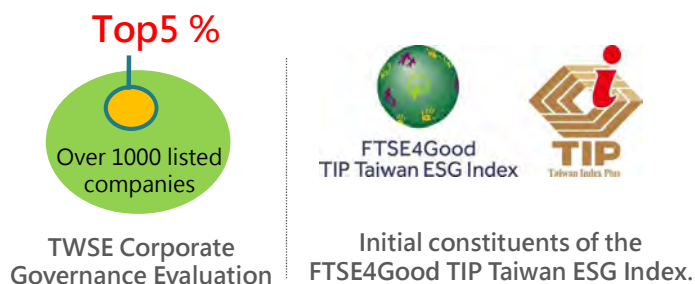 Top5 %
Over 1000 listed
companies
TWSE Corporate
Governance Evaluation
FTSE4Good
TIP Taiwan ESG Index
i
TIP
Taiwan Index Plus
Initial constituents of the
FTSE4Good TIP Taiwan ESG Index.